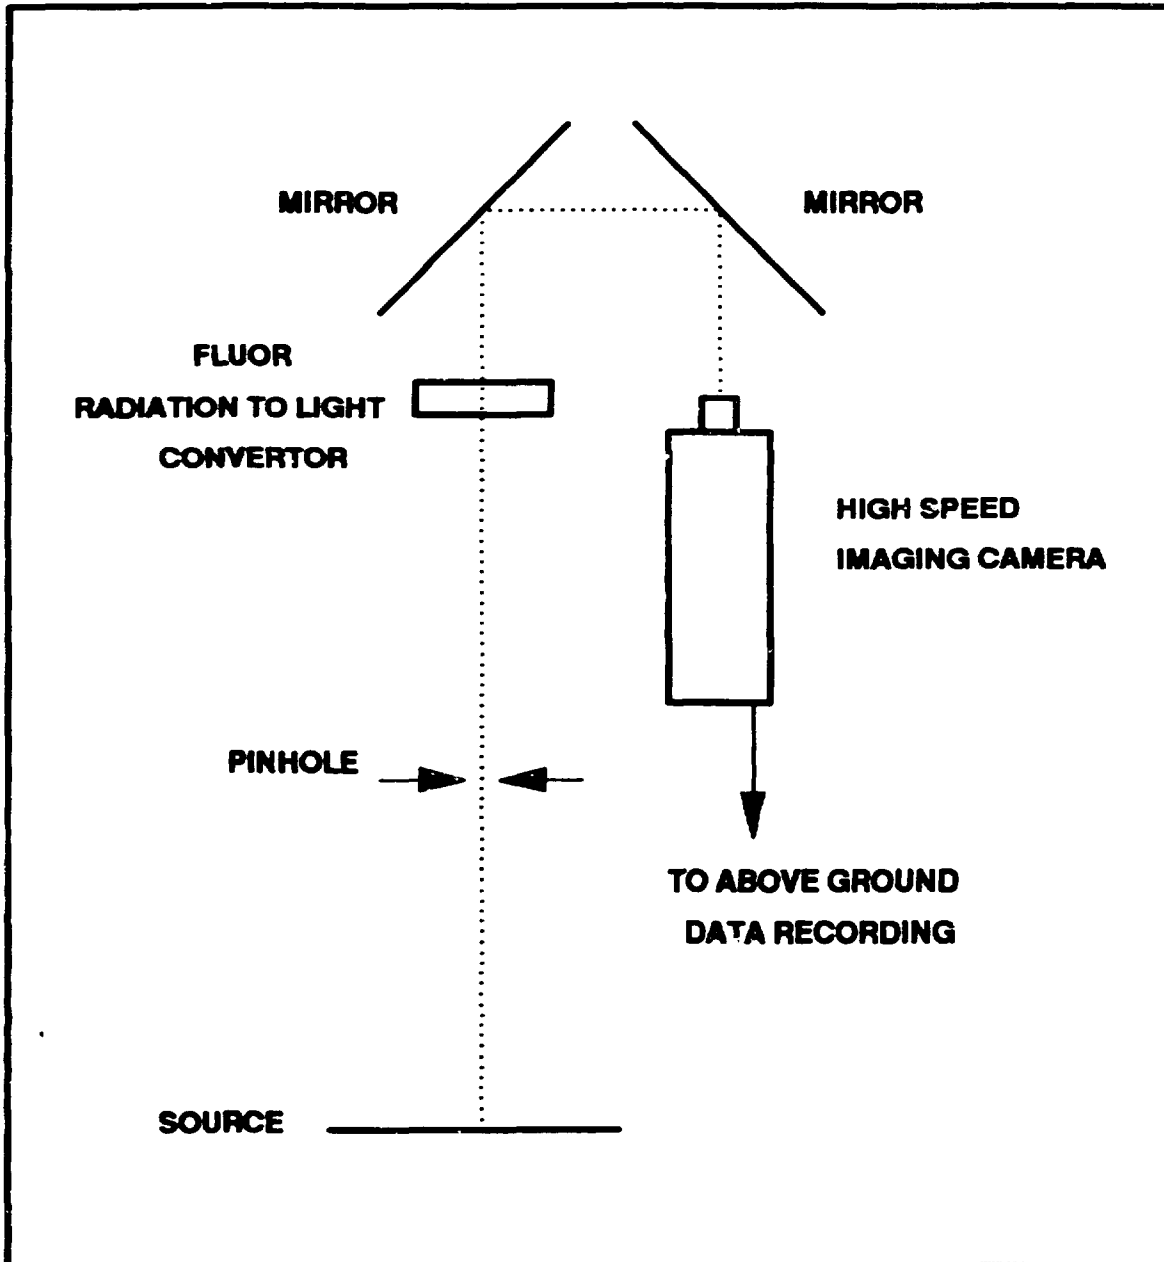 MIRROR
MIRROR
FLUOR
RADIATION TO LIGHT
CONVERTOR
HIGH SPEED
IMAGING CAMERA
PINHOLE
TO ABOVE GROUND
DATA RECORDING
SOURCE